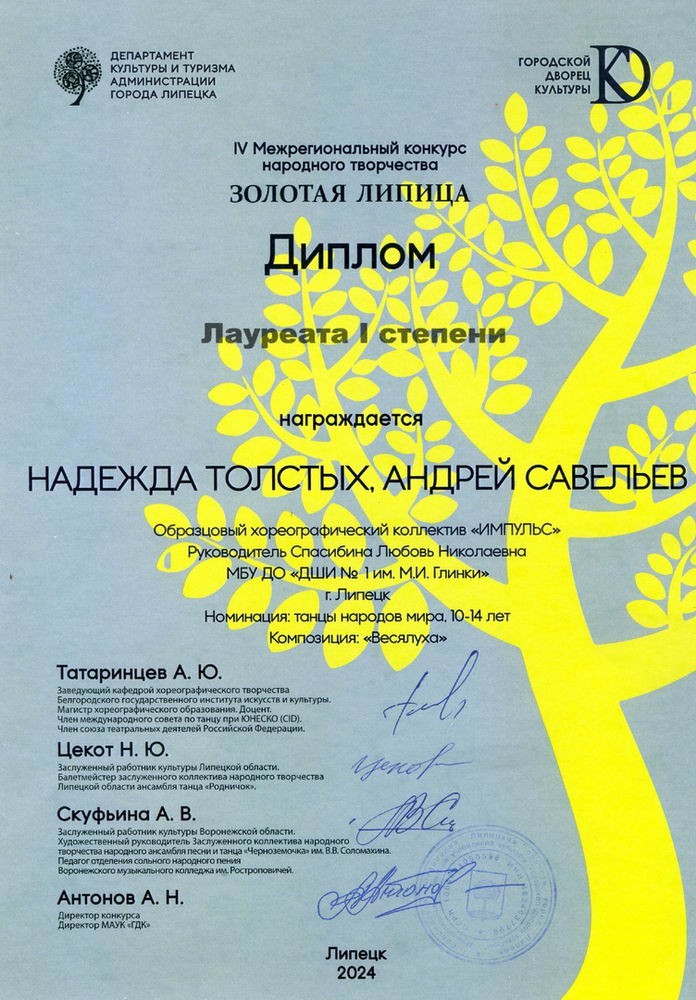 ДЕПАРТАМЕНТ
КУЛЬТУРЫ И ТУРИЗМА
АДМИНИСТРАЦИИ
ГОРОДА ЛИПЕЦКА
ГОРОДСКОЙ
ДВОРЕЦ
КУЛЬТУРЫ
IV Межрегиональный конкурс
народного творчества
ЗОЛОТАЯ ЛИПИЦА
Диплом
Лауреата I степени
награждается
НАДЕЖДА ТОЛСТЫХ, АНДРЕЙ САВЕЛЬЕВ
Образцовый хореографический коллектив «ИМПУЛЬС»
Руководитель Спасибина Любовь Николаевна
МБУ ДО «ДШИ № 1 им. М.И. Глинки»
г. Липецк
Номинация: танцы народов мира, 10-14 лет
Композиция: «Весялуха»
Татаринцев А. Ю.
Заведующий кафедрой хореографического творчества
Белгородского государственного института искусств и культуры.
Магистр хореографического образования. Доцент.
Член международного совета по танцу при ЮНЕСКО (CID).
Член союза театральных деятелей Российской Федерации.
Цекот Н. Ю.
Заслуженный работник культуры Липецкой области.
Балетмейстер заслуженного коллектива народного творчества
Липецкой области ансамбля танца «Родничок».
Скуфьина А. В.
Заслуженный работник культуры Воронежской области.
Художественный руководитель Заслуженного коллектива народного
творчества народного ансамбля песни и танца «Черноземочка» им. В.В. Соломахина.
Педагог отделения сольного народного пения
Воронежского музыкального колледжа им. Ростроповичей.
Антонов А. Н.
Директор конкурса
Директор МАУК «ГДК»
Липецк
2024